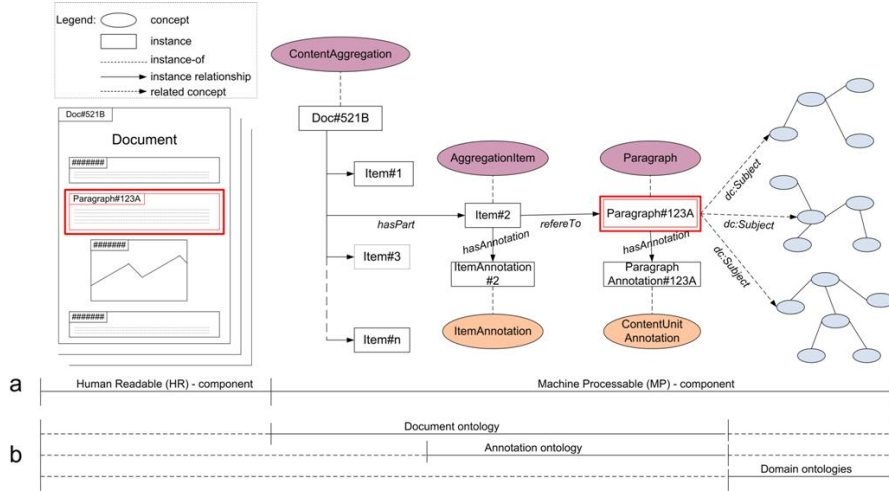 Legend:
concept
instance
instance-of
instance relationship
related concept
Doc#521B
Document
#######
Paragraph#123A
#######
#######
ContentAggregation
Doc#521B
Item#1
AggregationItem
Paragraph
hasPart
Item#2
refereTo
Paragraph#123A
dc:Subject
dc:Subject
dc:Subject
hasAnnotation
hasAnnotation
Item#3
ItemAnnotation
#2
Paragraph
Annotation#123A
Item#n
ItemAnnotation
ContentUnit
Annotation
a
Human Readable (HR) - component
Machine Processable (MP) - component
b
Document ontology
Annotation ontology
Domain ontologies